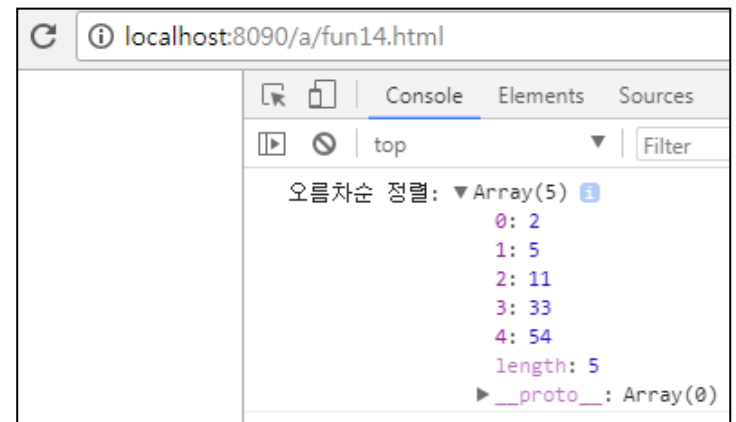 localhost:8090/a/fun14.html
Console Elements Sources
top Filter
오름차순 정렬: ▼Array(5) i
0: 2
1: 5
2: 11
3: 33
4: 54
length: 5
▶__proto__: Array(0)